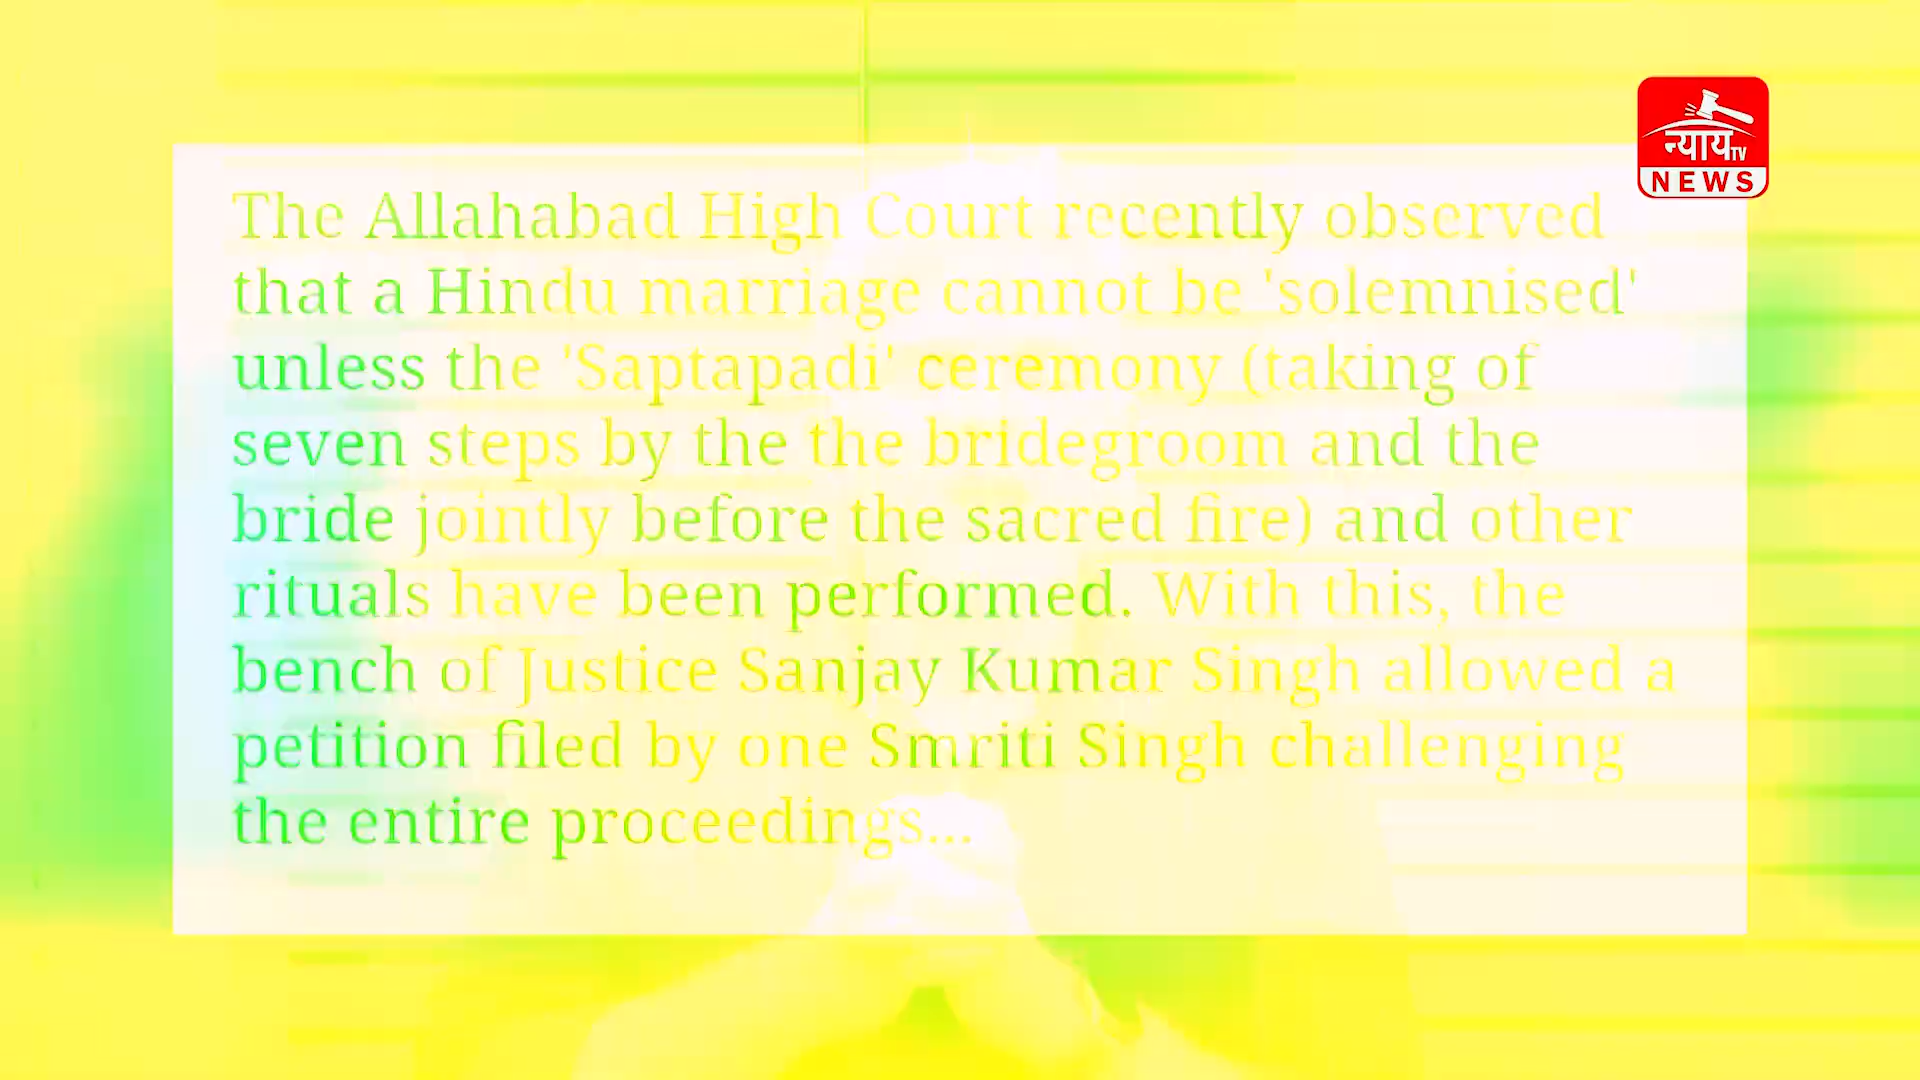 न्याय TV
NEWS
The Allahabad High Court recently observed
that a Hindu marriage cannot be 'solemnised'
unless the 'Saptapadi' ceremony (taking of
seven steps by the the bridegroom and the
bride jointly before the sacred fire) and other
rituals have been performed. With this, the
bench of Justice Sanjay Kumar Singh allowed a
petition filed by one Smriti Singh challenging
the entire proceedings...